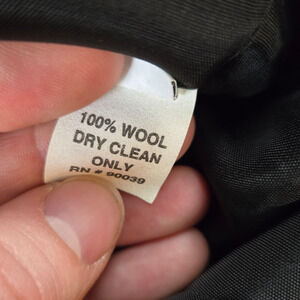 100% WOOL
DRY CLEAN
ONLY
RN # 90039